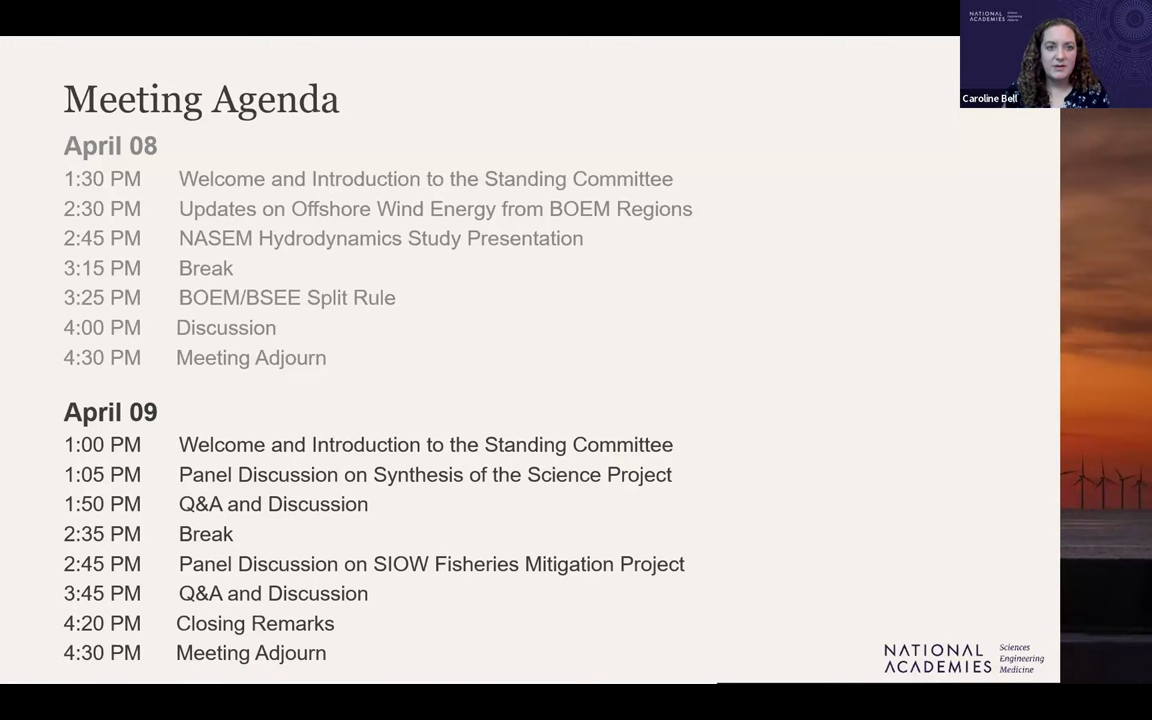 NATIONAL ACADEMIES
Sciences
Engineering
Medicine
Caroline Bell
Meeting Agenda
April 08
1:30 PM Welcome and Introduction to the Standing Committee
2:30 PM Updates on Offshore Wind Energy from BOEM Regions
2:45 PM NASEM Hydrodynamics Study Presentation
3:15 PM Break
3:25 PM BOEM/BSEE Split Rule
4:00 PM Discussion
4:30 PM Meeting Adjourn
April 09
1:00 PM Welcome and Introduction to the Standing Committee
1:05 PM Panel Discussion on Synthesis of the Science Project
1:50 PM Q&A and Discussion
2:35 PM Break
2:45 PM Panel Discussion on SIOW Fisheries Mitigation Project
3:45 PM Q&A and Discussion
4:20 PM Closing Remarks
4:30 PM Meeting Adjourn
NATIONAL ACADEMIES
Sciences
Engineering
Medicine